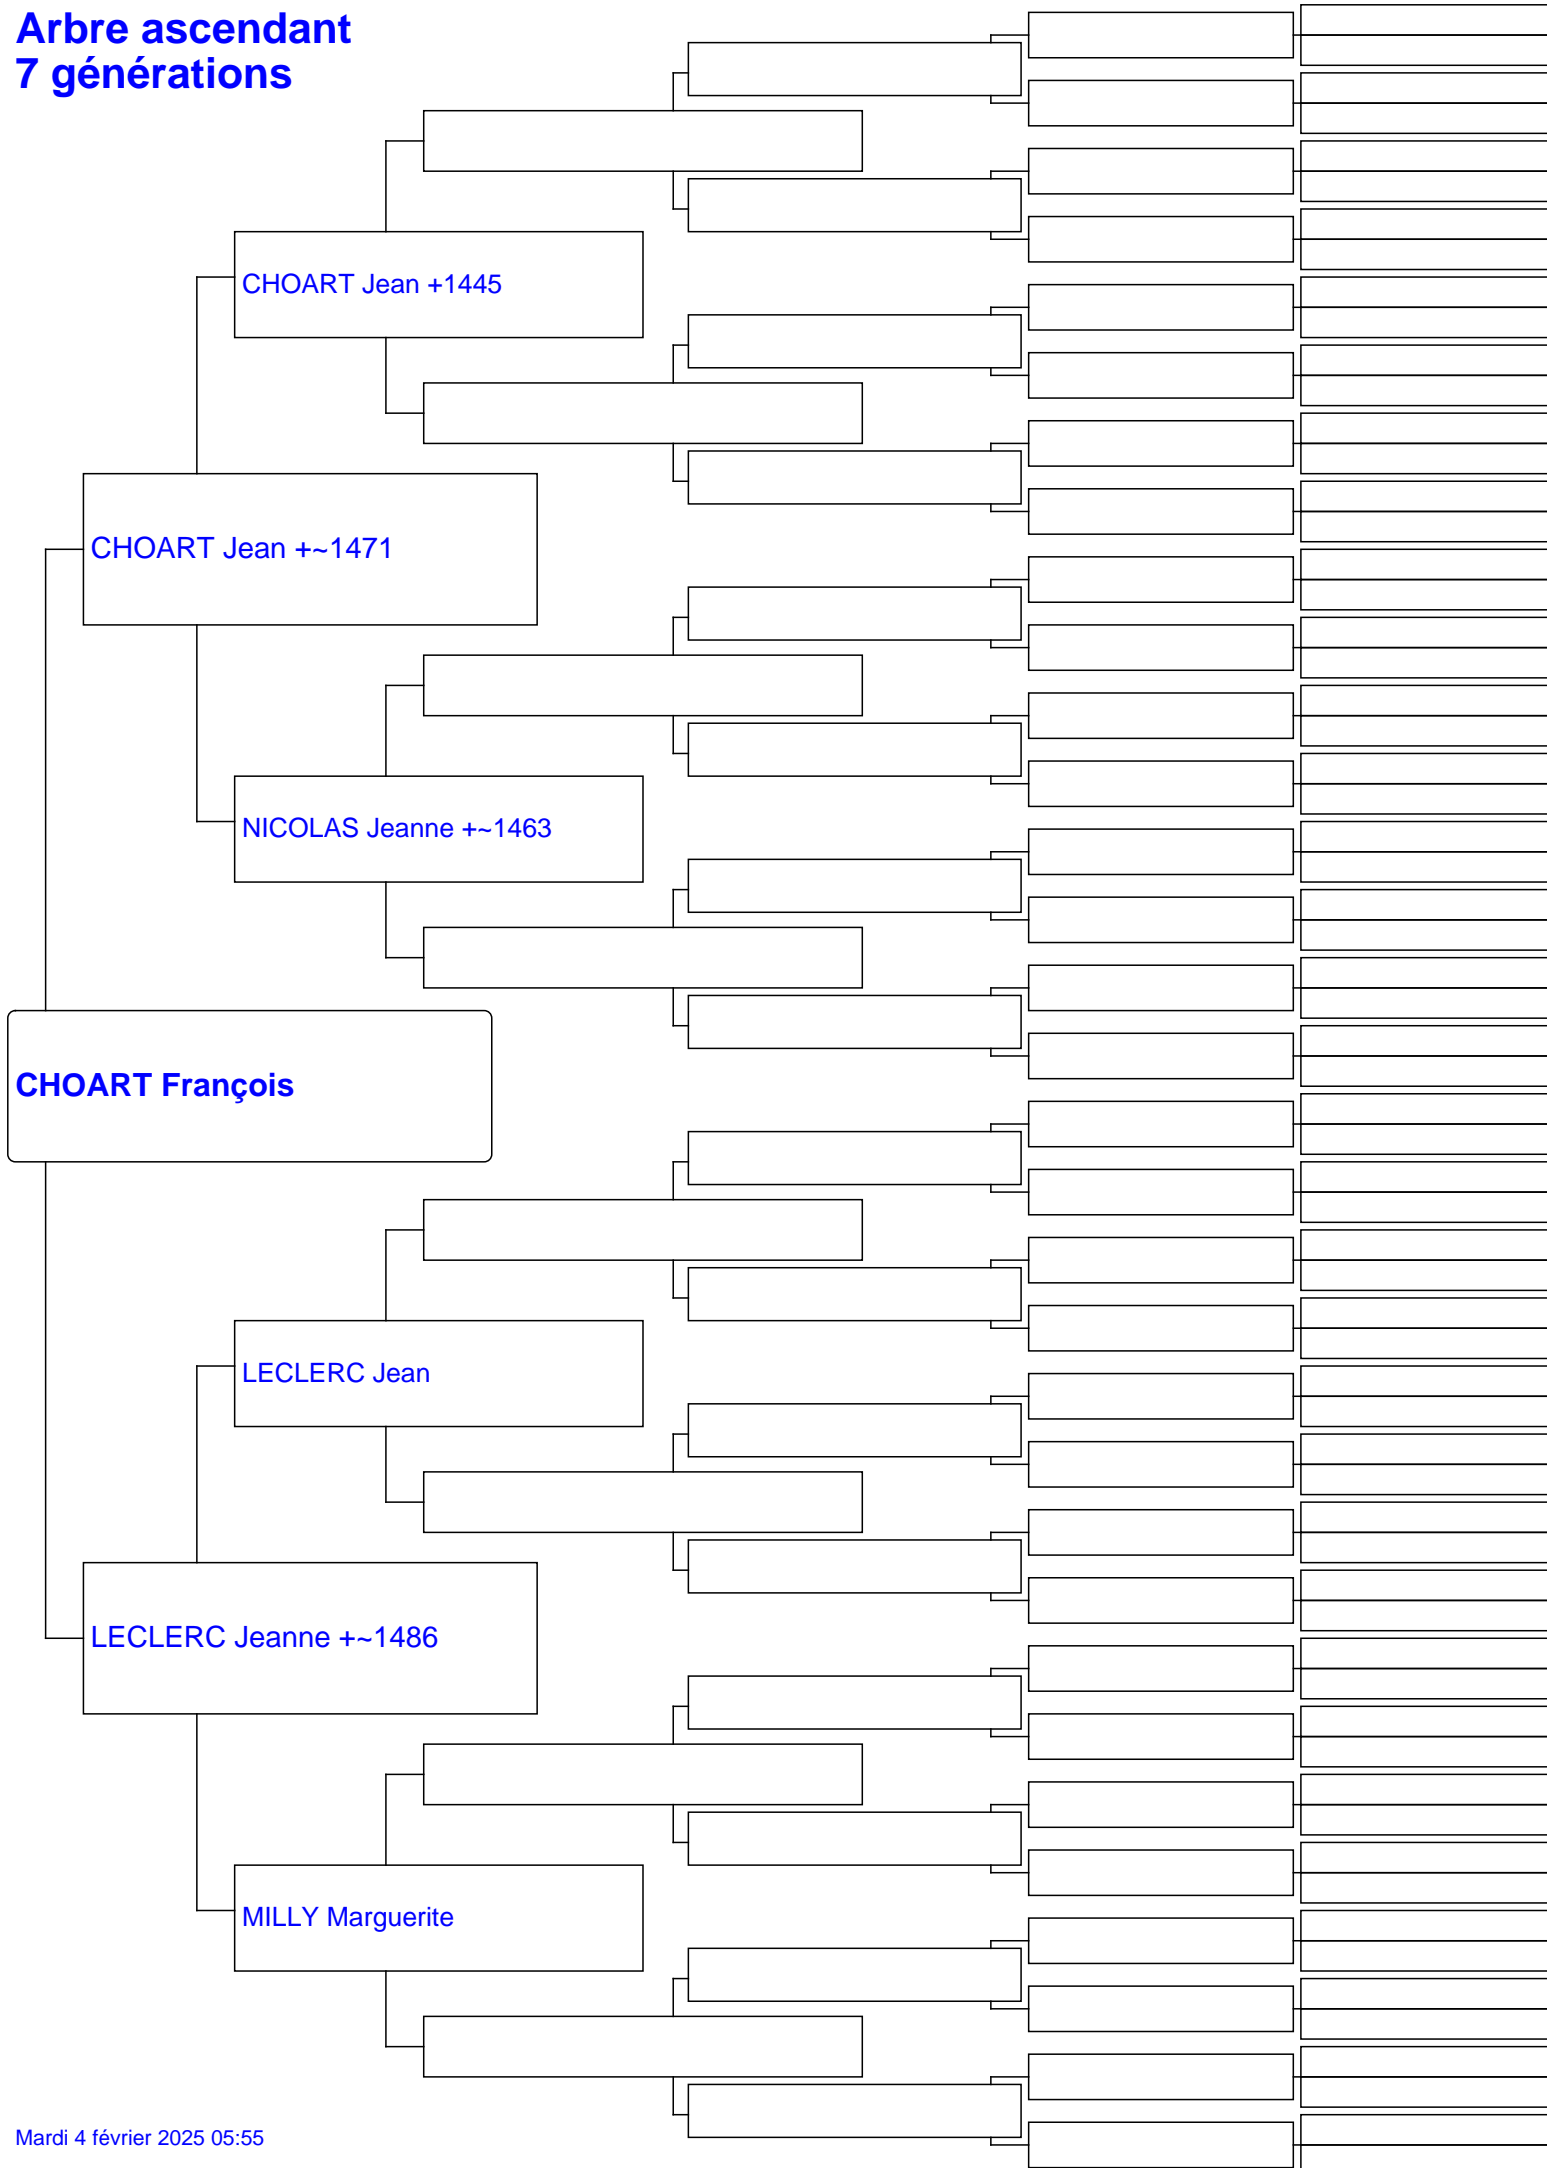 Arbre ascendant
7 générations
CHOART Jean +1445
CHOART Jean +~1471
NICOLAS Jeanne +~1463
CHOART François
LECLERC Jean
LECLERC Jeanne +~1486
MILLY Marguerite
Mardi 4 février 2025 05:55